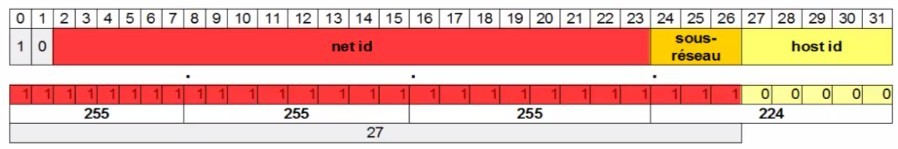 0 1 2 3 4 5 6 7 8 9 10 11 12 13 14 15 16 17 18 19 20 21 22 23 24 25 26 27 28 29 30 31
1 0 net id sous-
réseau host id
. . .
1 1 1 1 1 1 1 1 1 1 1 1 1 1 1 1 1 1 1 1 1 1 1 1 1 1 1 0 0 0 0 0
255 255 255 224
27